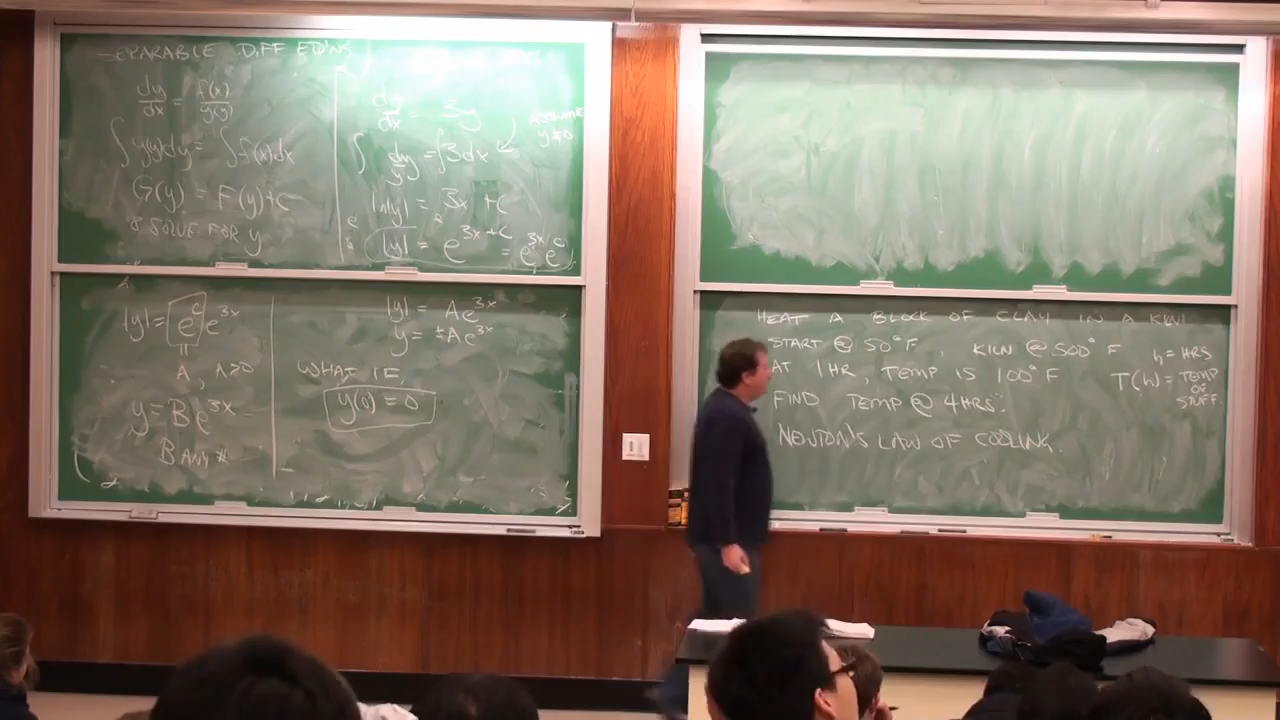 SEPARABLE DIFF EQ'NS
dy/dx = f(x)/g(y)
∫ g(y)dy = ∫ f(x)dx
G(y) = F(y)+C
& SOLVE FOR y
dy/dx = 3y
ASSUME
y≠0
∫ dy/y = ∫3dx
ln|y| = 3x + C
|y| = e^{3x+C} = e^{3x}e^{C}
|y| = e^{c} e^{3x}
A, A>0
y = Be^{3x}
B ANY #
|y| = Ae^{3x}
y = ±Ae^{3x}
WHAT IF
y(0) = 0
HEAT A BLOCK OF CLAY IN A KILN
START @ 50°F, KILN @ 500°F
AT 1HR, TEMP IS 100°F
FIND TEMP @ 4HRS.
NEWTON'S LAW OF COOLING.
h = HRS
T(h) = TEMP
OF
STUFF.